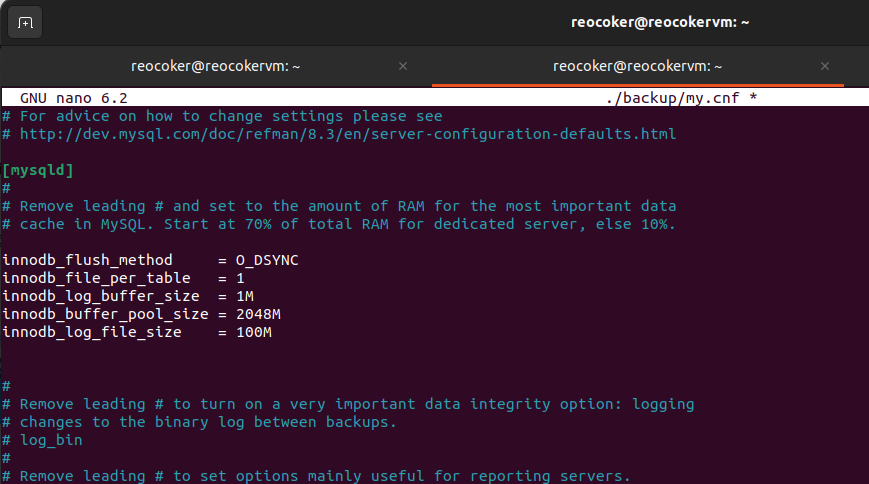 reocoker@reocokervm: ~
reocoker@reocokervm: ~ × reocoker@reocokervm: ~ ×
GNU nano 6.2 ./backup/my.cnf *
# For advice on how to change settings please see
# http://dev.mysql.com/doc/refman/8.3/en/server-configuration-defaults.html
[mysqld]
#
# Remove leading # and set to the amount of RAM for the most important data
# cache in MySQL. Start at 70% of total RAM for dedicated server, else 10%.
innodb_flush_method = O_DSYNC
innodb_file_per_table = 1
innodb_log_buffer_size = 1M
innodb_buffer_pool_size = 2048M
innodb_log_file_size = 100M
#
# Remove leading # to turn on a very important data integrity option: logging
# changes to the binary log between backups.
# log_bin
#
# Remove leading # to set options mainly useful for reporting servers.